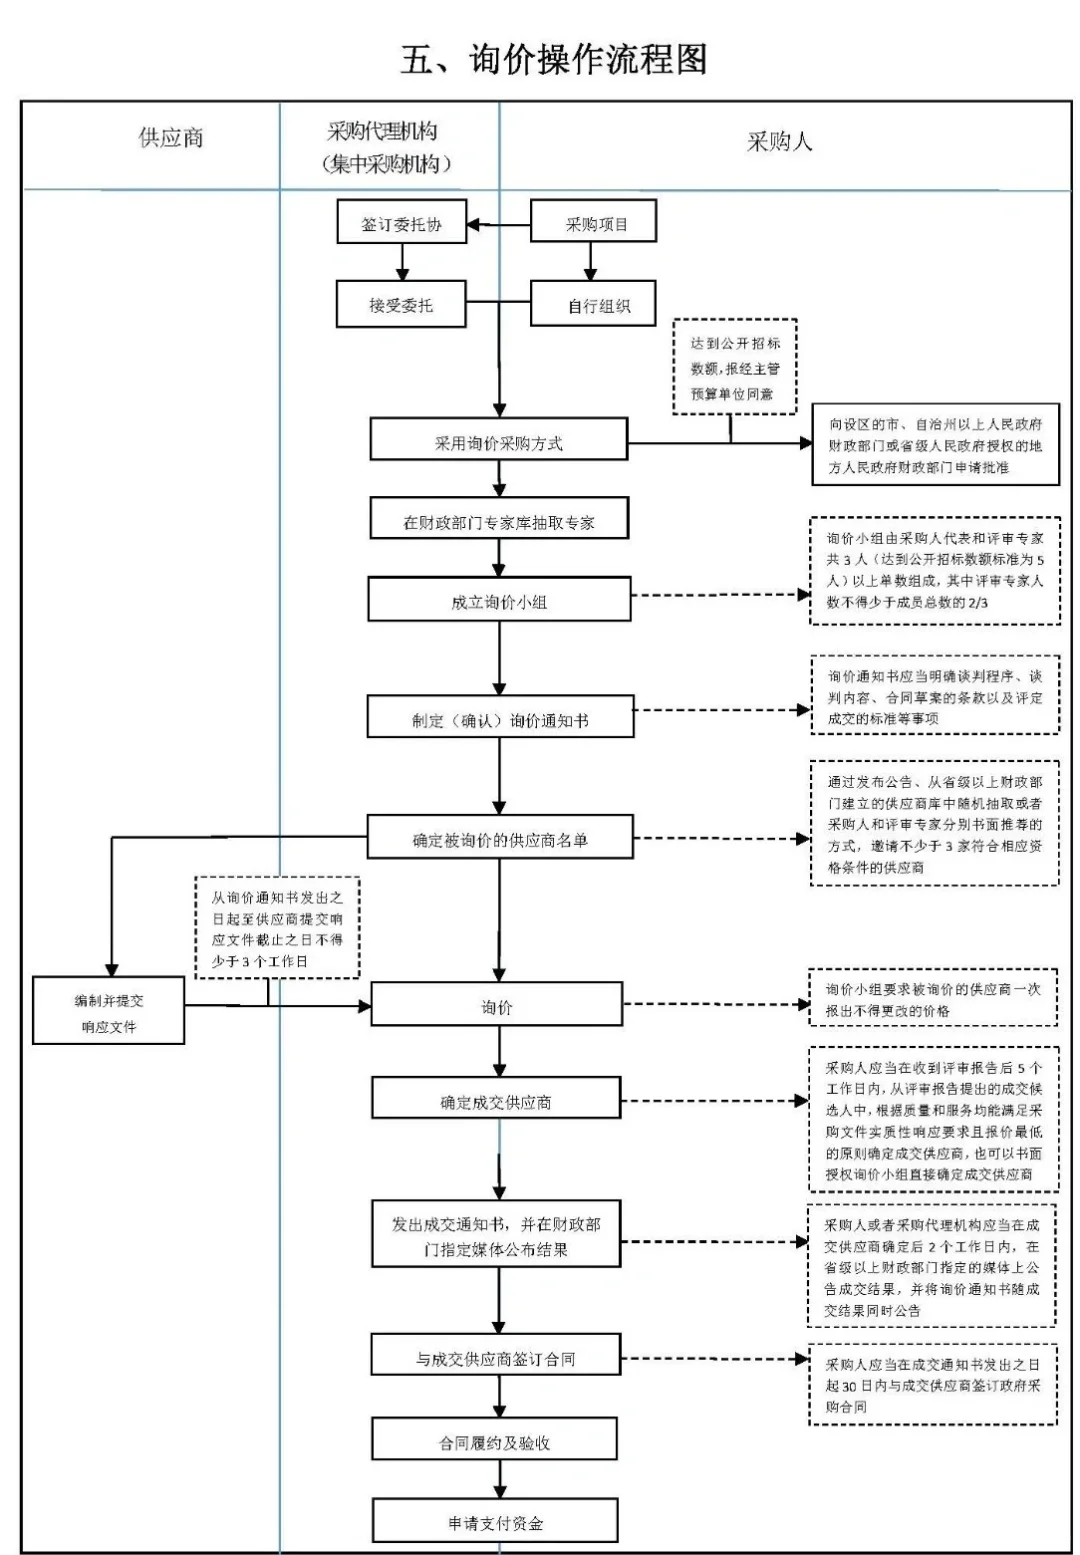 五、询价操作流程图
供应商
采购代理机构
（集中采购机构）
采购人
签订委托协
采购项目
接受委托
自行组织
达到公开招标
数额,报经主管
预算单位同意
采用询价采购方式
向设区的市、自治州以上人民政府
财政部门或省级人民政府授权的地
方人民政府财政部门申请批准
在财政部门专家库抽取专家
成立询价小组
询价小组由采购人代表和评审专家
共3人（达到公开招标数额标准为5
人）以上单数组成，其中评审专家人
数不得少于成员总数的2/3
制定（确认）询价通知书
询价通知书应当明确谈判程序、谈
判内容、合同草案的条款以及评定
成交的标准等事项
确定被询价的供应商名单
通过发布公告、从省级以上财政部
门建立的供应商库中随机抽取或者
采购人和评审专家分别书面推荐的
方式，邀请不少于3家符合相应资
格条件的供应商
从询价通知书发出之
日起至供应商提交响
应文件截止之日不得
少于3个工作日
编制并提交
响应文件
询价
询价小组要求被询价的供应商一次
报出不得更改的价格
确定成交供应商
采购人应当在收到评审报告后5个
工作日内，从评审报告提出的成交候
选人中，根据质量和服务均能满足采
购文件实质性响应要求且报价最低
的原则确定成交供应商，也可以书面
授权询价小组直接确定成交供应商
发出成交通知书，并在财政部
门指定媒体公布结果
采购人或者采购代理机构应当在成
交供应商确定后2个工作日内，在
省级以上财政部门指定的媒体上公
告成交结果，并将询价通知书随成
交结果同时公告
与成交供应商签订合同
采购人应当在成交通知书发出之日
起30日内与成交供应商签订政府采
购合同
合同履约及验收
申请支付资金